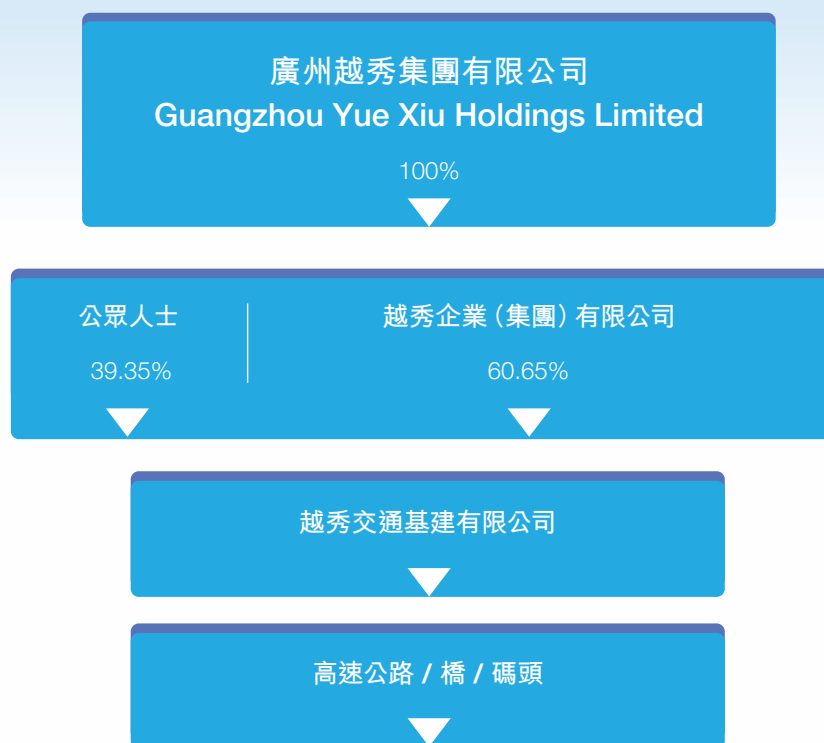 廣州越秀集團有限公司
Guangzhou Yue Xiu Holdings Limited
100%
公眾人士
39.35%
越秀企業（集團）有限公司
60.65%
越秀交通基建有限公司
高速公路 / 橋 / 碼頭